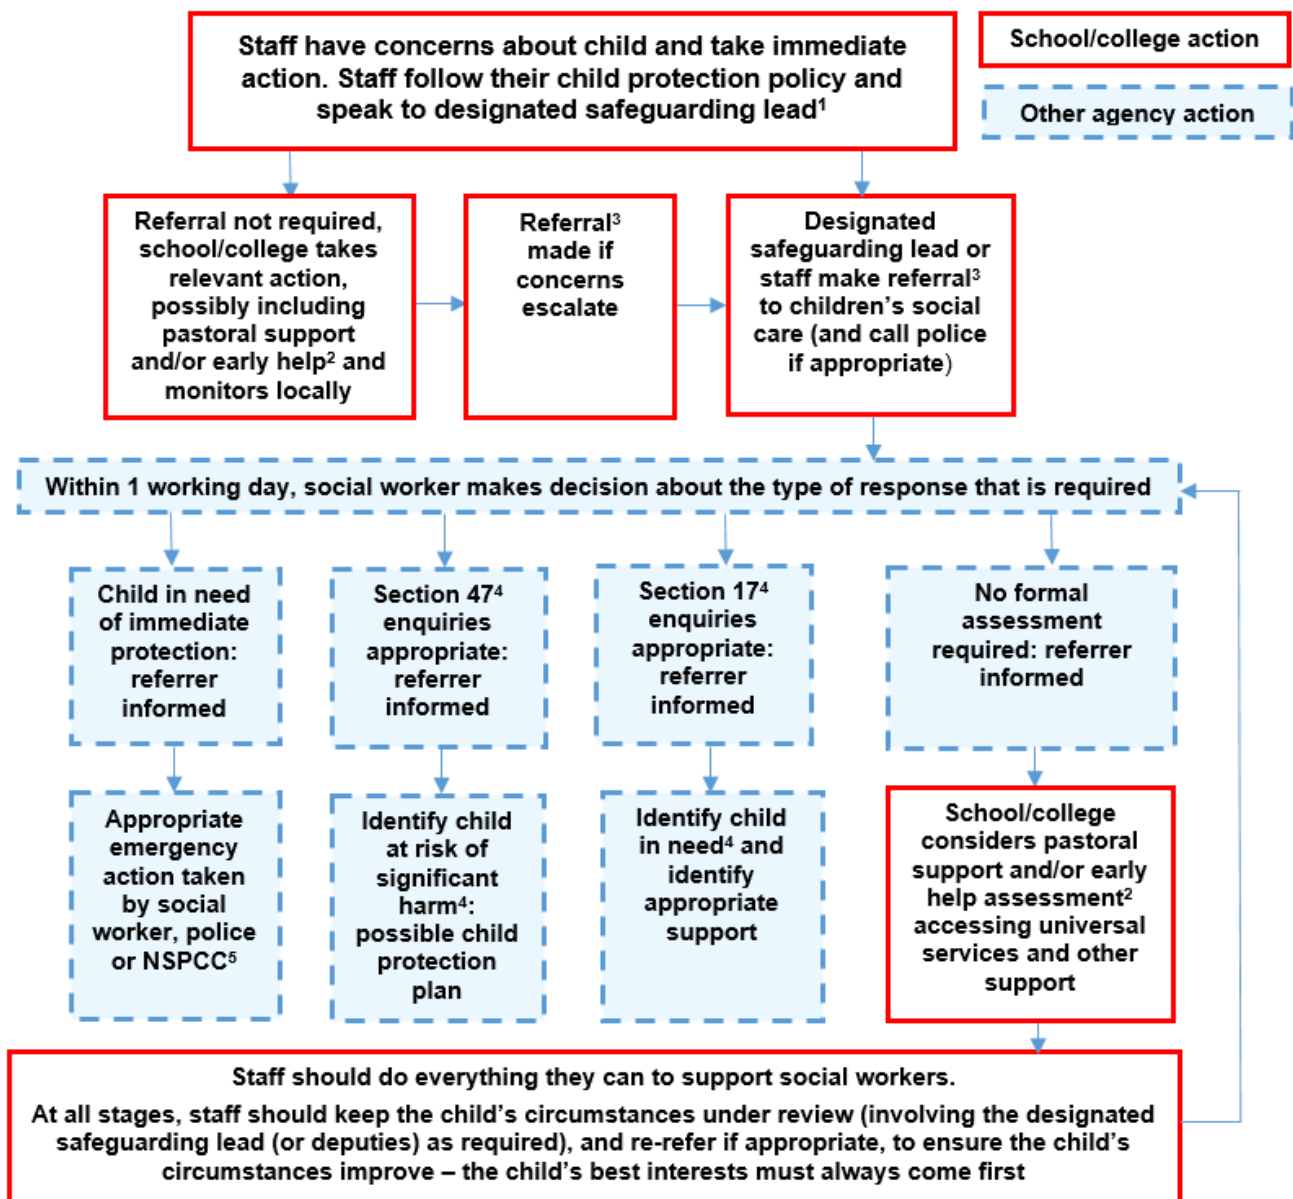 Staff have concerns about child and take immediate
action. Staff follow their child protection policy and
speak to designated safeguarding lead¹
School/college action
Other agency action
Referral not required,
school/college takes
relevant action,
possibly including
pastoral support
and/or early help² and
monitors locally
Referral³
made if
concerns
escalate
Designated
safeguarding lead or
staff make referral³
to children’s social
care (and call police
if appropriate)
Within 1 working day, social worker makes decision about the type of response that is required
Child in need
of immediate
protection:
referrer
informed
Section 47⁴
enquiries
appropriate:
referrer
informed
Section 17⁴
enquiries
appropriate:
referrer
informed
No formal
assessment
required: referrer
informed
Appropriate
emergency
action taken
by social
worker, police
or NSPCC⁵
Identify child
at risk of
significant
harm⁴:
possible child
protection
plan
Identify child
in need⁴ and
identify
appropriate
support
School/college
considers pastoral
support and/or early
help assessment²
accessing universal
services and other
support
Staff should do everything they can to support social workers.
At all stages, staff should keep the child’s circumstances under review (involving the designated
safeguarding lead (or deputies) as required), and re-refer if appropriate, to ensure the child’s
circumstances improve – the child’s best interests must always come first